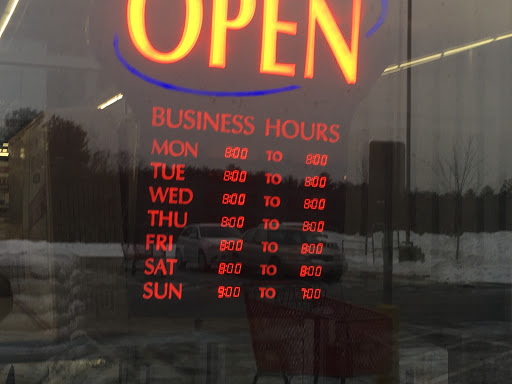 OPEN
BUSINESS HOURS
MON 8:00 TO 8:00
TUE 8:00 TO 8:00
WED 8:00 TO 8:00
THU 8:00 TO 8:00
FRI 8:00 TO 8:00
SAT 8:00 TO 8:00
SUN 9:00 TO 7:00